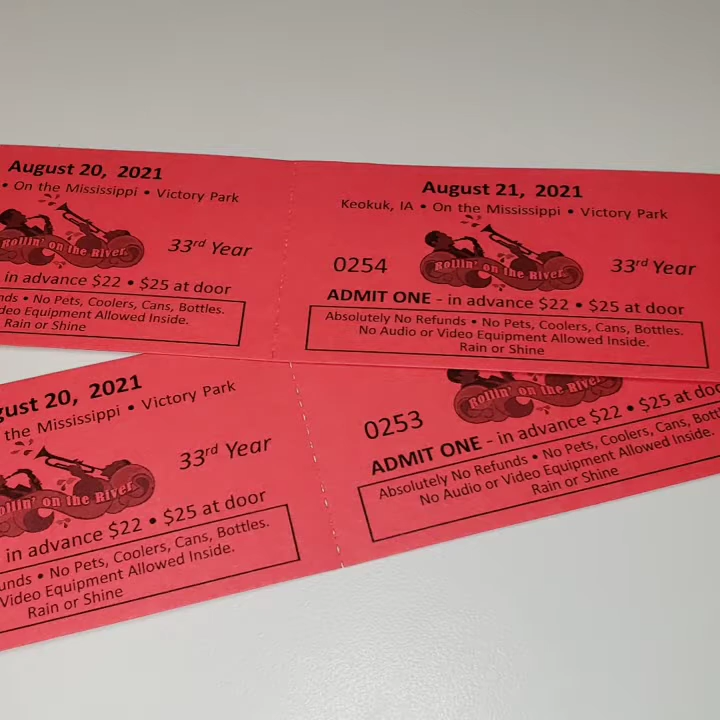 August 20, 2021
• On the Mississippi • Victory Park
Rollin' on the River
33rd Year
in advance $22 • $25 at door
• No Pets, Coolers, Cans, Bottles.
Equipment Allowed Inside.
Rain or Shine
August 21, 2021
Keokuk, IA • On the Mississippi • Victory Park
Rollin' on the River
0254
33rd Year
ADMIT ONE - in advance $22 • $25 at door
Absolutely No Refunds • No Pets, Coolers, Cans, Bottles.
No Audio or Video Equipment Allowed Inside.
Rain or Shine
20, 2021
the Mississippi • Victory Park
on the River
33rd Year
in advance $22 • $25 at door
• No Pets, Coolers, Cans, Bottles.
Video Equipment Allowed Inside.
Rain or Shine
Rollin' on the River
0253
ADMIT ONE - in advance $22 • $25 at
Absolutely No Refunds • No Pets, Coolers, Cans,
No Audio or Video Equipment Allowed Inside.
Rain or Shine